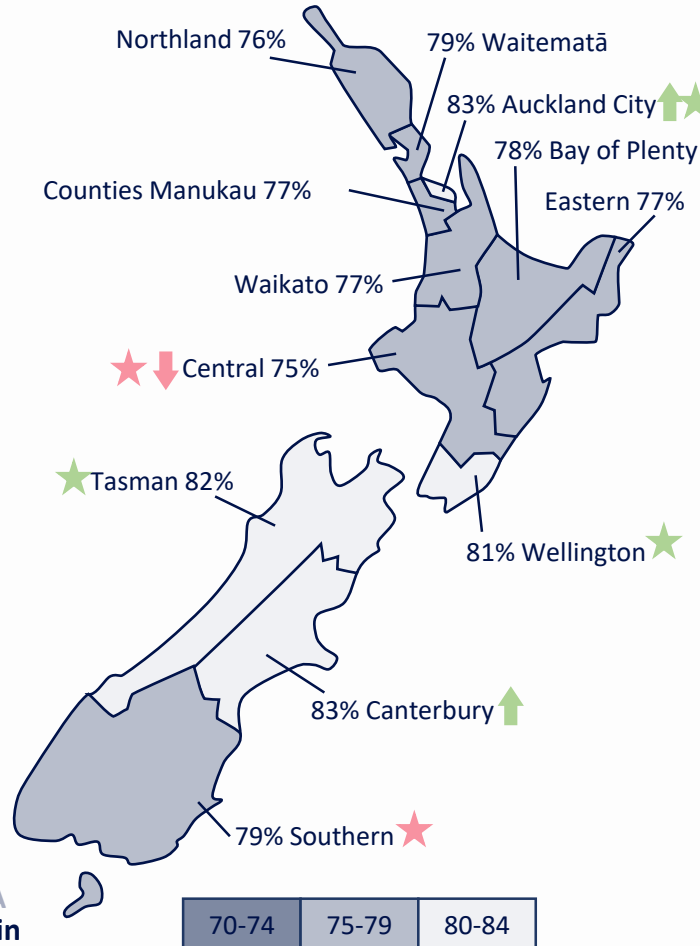 Northland 76%
79% Waitematā
83% Auckland City
78% Bay of Plenty
Counties Manukau 77%
Eastern 77%
Waikato 77%
Central 75%
Tasman 82%
81% Wellington
83% Canterbury
79% Southern
in
70-74 75-79 80-84